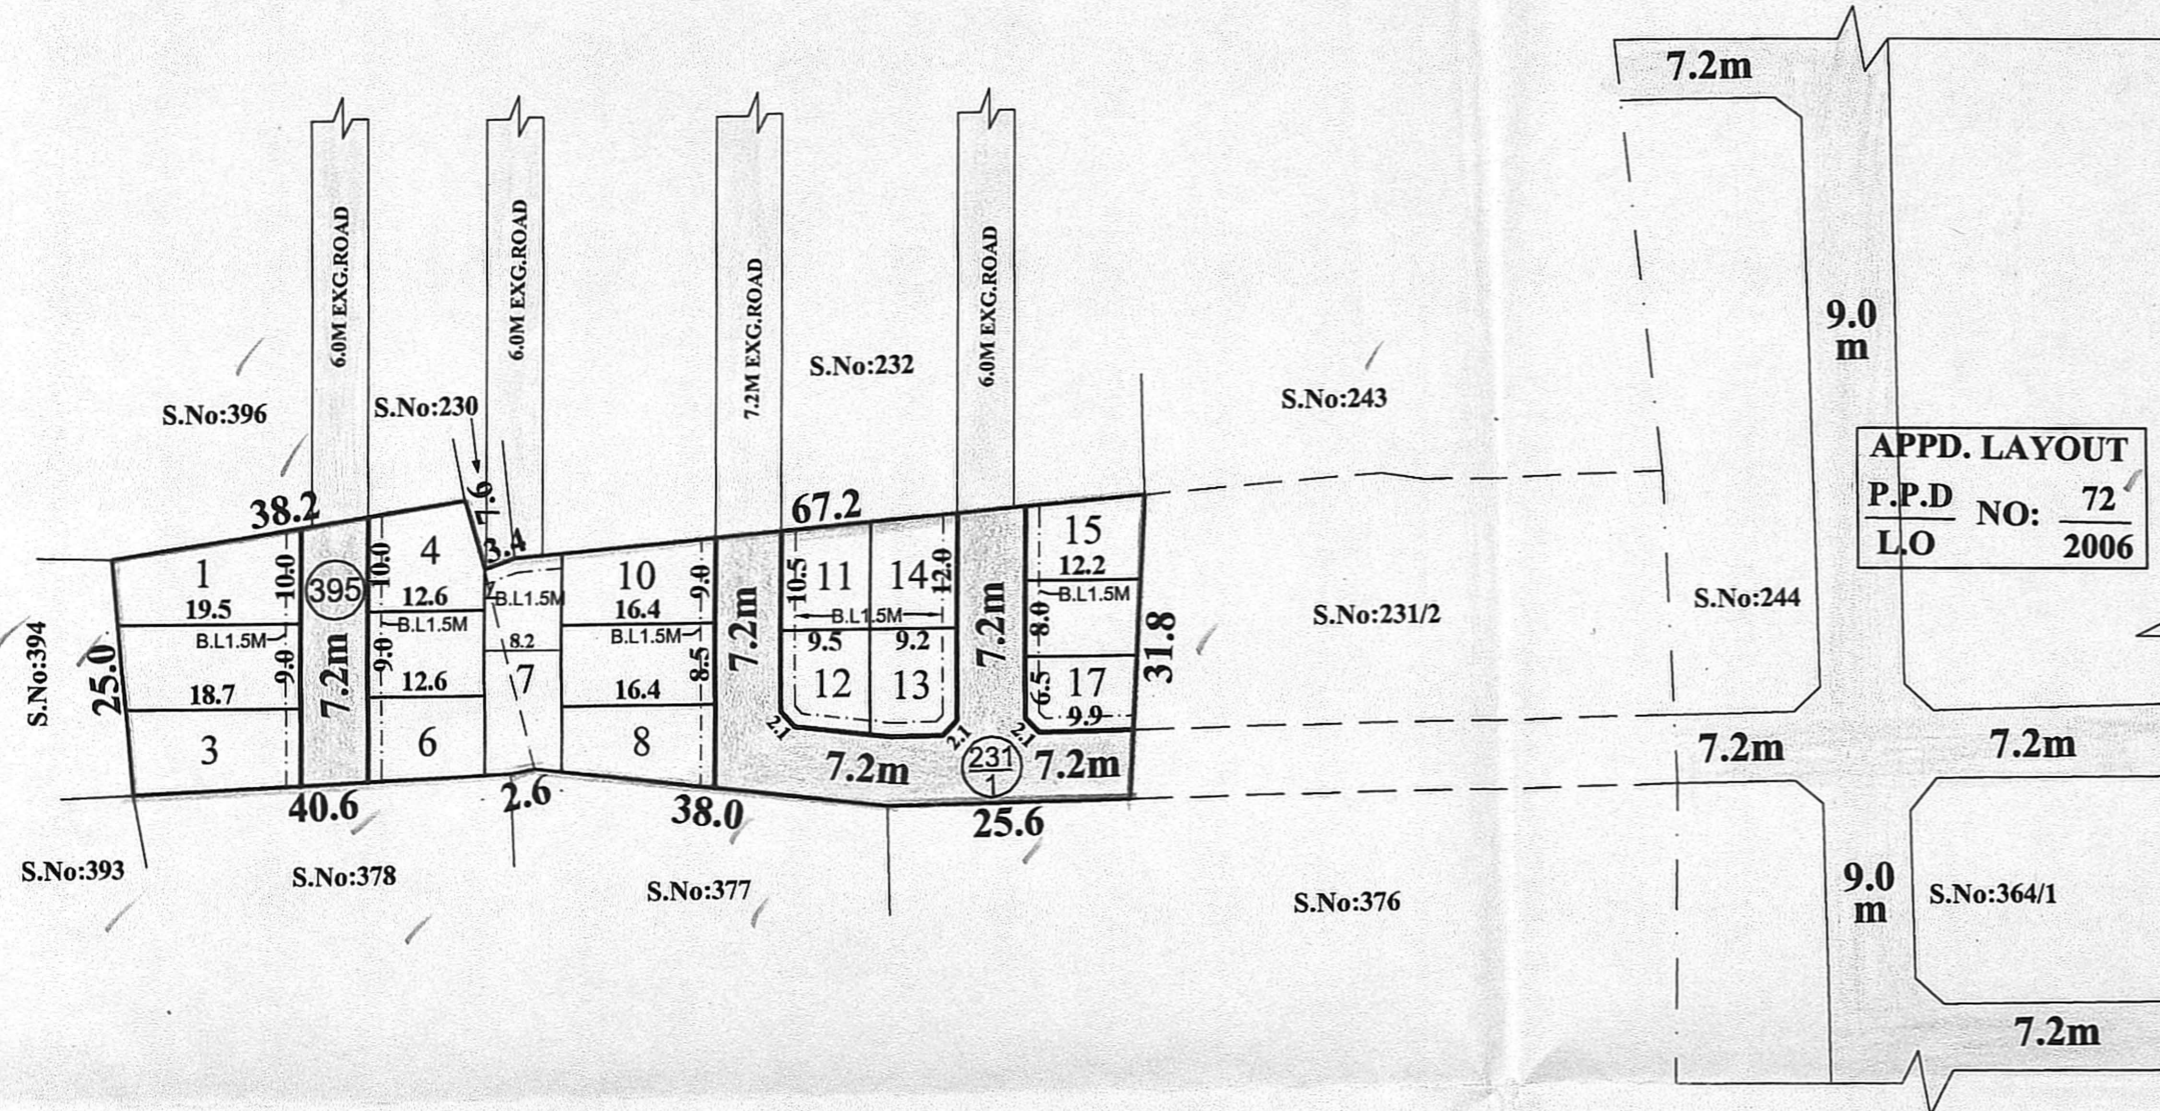 7.2m
6.0M EXG.ROAD
6.0M EXG.ROAD
7.2M EXG.ROAD
6.0M EXG.ROAD
9.0
m
S.No:232
S.No:243
S.No:396
S.No:230
APPD. LAYOUT
P.P.D
L.O
NO:
72
2006
38.2
7.6
67.2
3.4
1
19.5
10.0
395
10.0
4
12.6
B.L1.5M
8.2
10
16.4
9.0
10.5
11
14
12.0
15
12.2
B.L1.5M
B.L1.5M
B.L1.5M
B.L1.5M
B.L1.5M
9.5
9.2
8.0
S.No:394
25.0
18.7
9.0
7.2m
9.0
12.6
7
16.4
8.5
7.2m
12
13
7.2m
6.5
17
9.9
31.8
S.No:231/2
S.No:244
3
6
8
2.1
2.1
2.1
7.2m
231
1
7.2m
7.2m
7.2m
40.6
2.6
38.0
25.6
S.No:393
S.No:378
S.No:377
S.No:376
9.0
m
S.No:364/1
7.2m